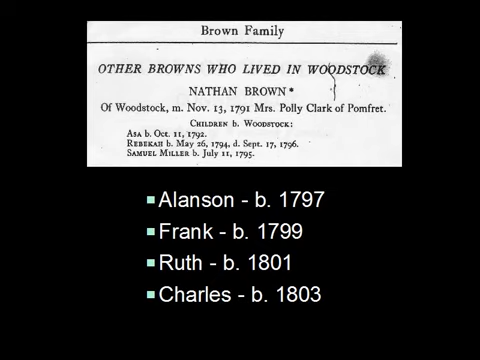 Brown Family
OTHER BROWNS WHO LIVED IN WOODSTOCK
NATHAN BROWN*
Of Woodstock, m. Nov. 13, 1791 Mrs. Polly Clark of Pomfret.
CHILDREN b. WOODSTOCK:
ASA b. Oct. 11, 1792.
REBEKAH b. May 26, 1794, d. Sept. 17, 1796.
SAMUEL MILLER b. July 11, 1795.
Alanson - b. 1797
Frank - b. 1799
Ruth - b. 1801
Charles - b. 1803